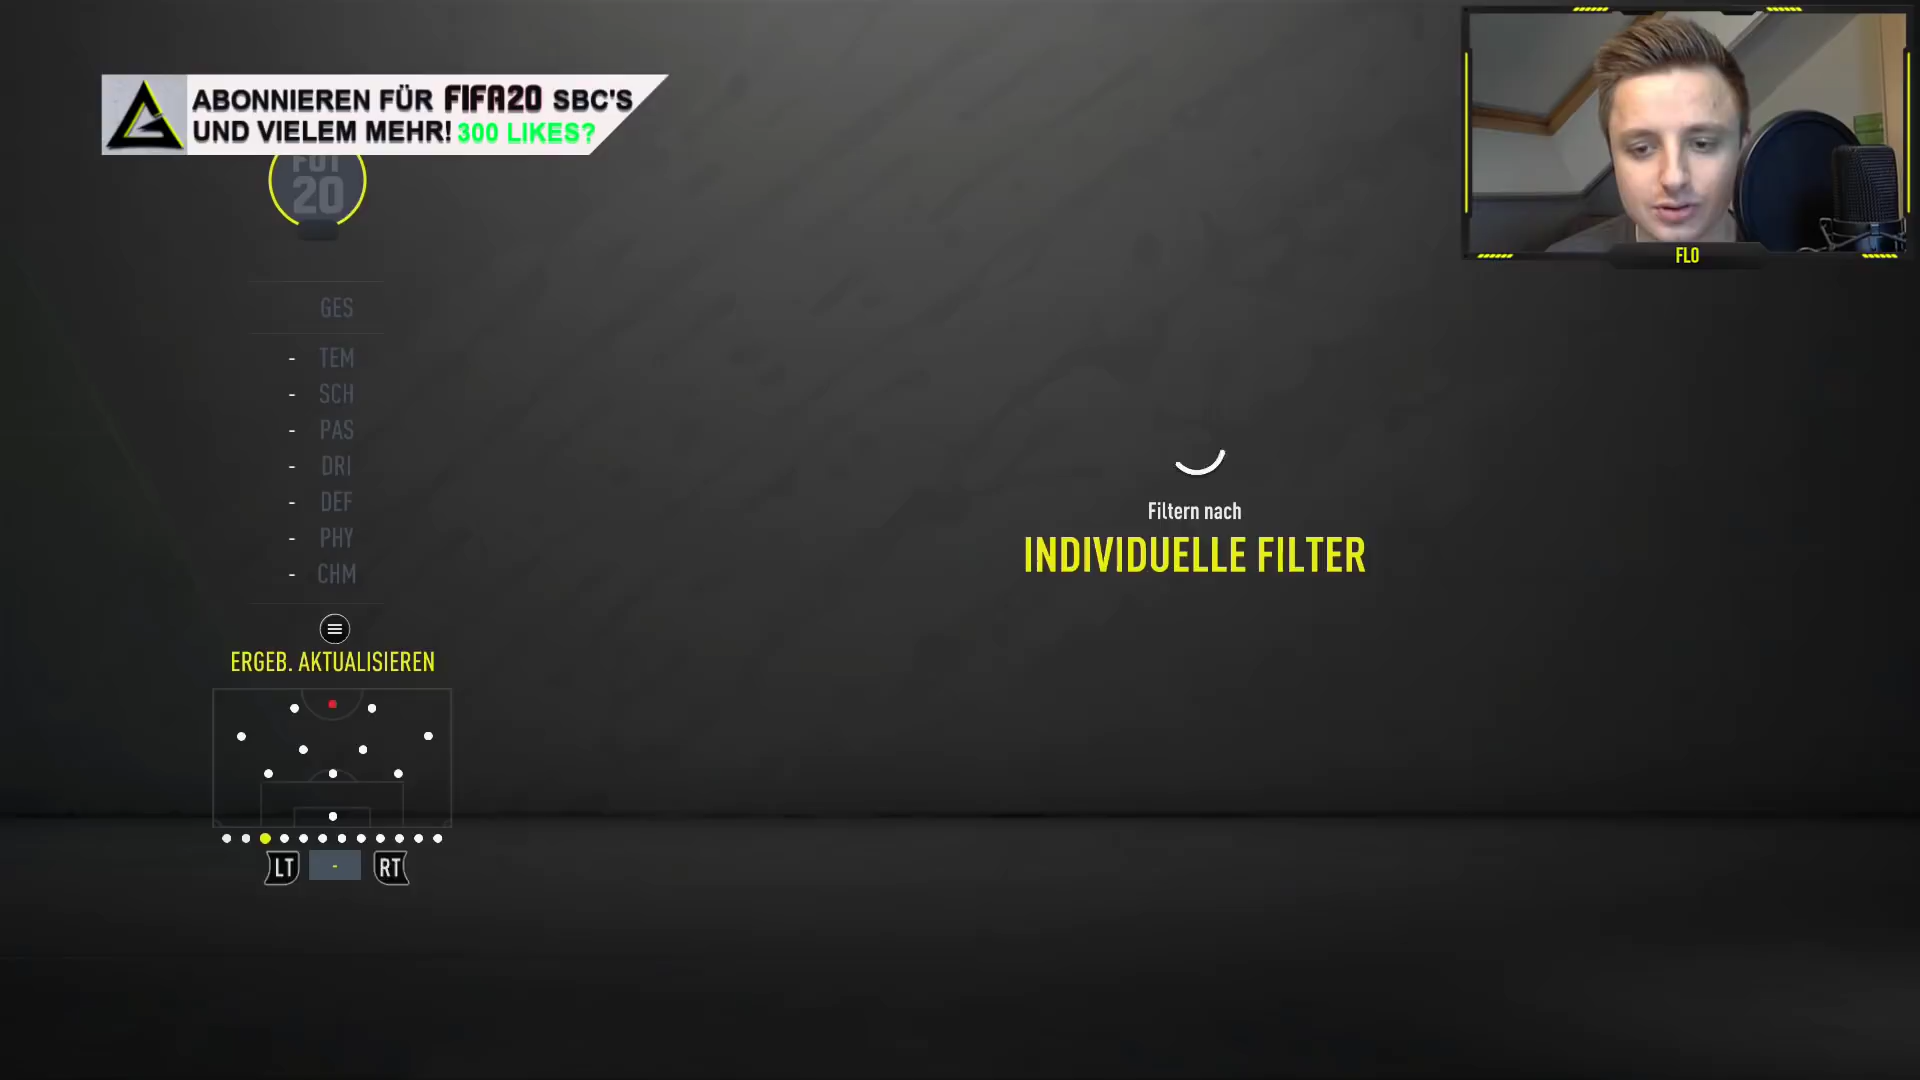 ABONNIEREN FÜR FIFA20 SBC'S
UND VIELEM MEHR! 300 LIKES?
FUT
20
FLO
GES
- TEM
- SCH
- PAS
- DRI
- DEF
- PHY
- CHM
Filtern nach
INDIVIDUELLE FILTER
ERGEB. AKTUALISIEREN
LT - RT